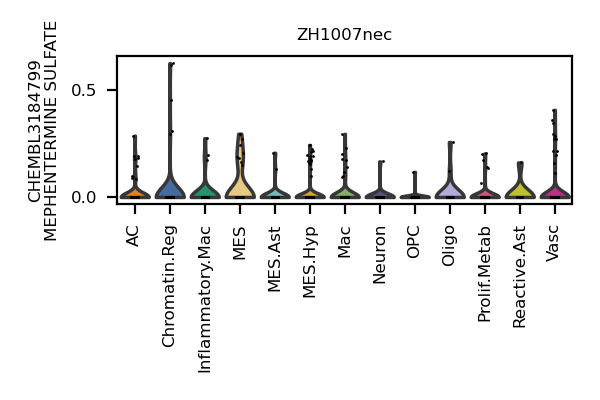 ZH1007nec
CHEMBL3184799
MEPHENTERMINE SULFATE
0.5
0.0
AC
Chromatin.Reg
Inflammatory.Mac
MES
MES.Ast
MES.Hyp
Mac
Neuron
OPC
Oligo
Prolif.Metab
Reactive.Ast
Vasc